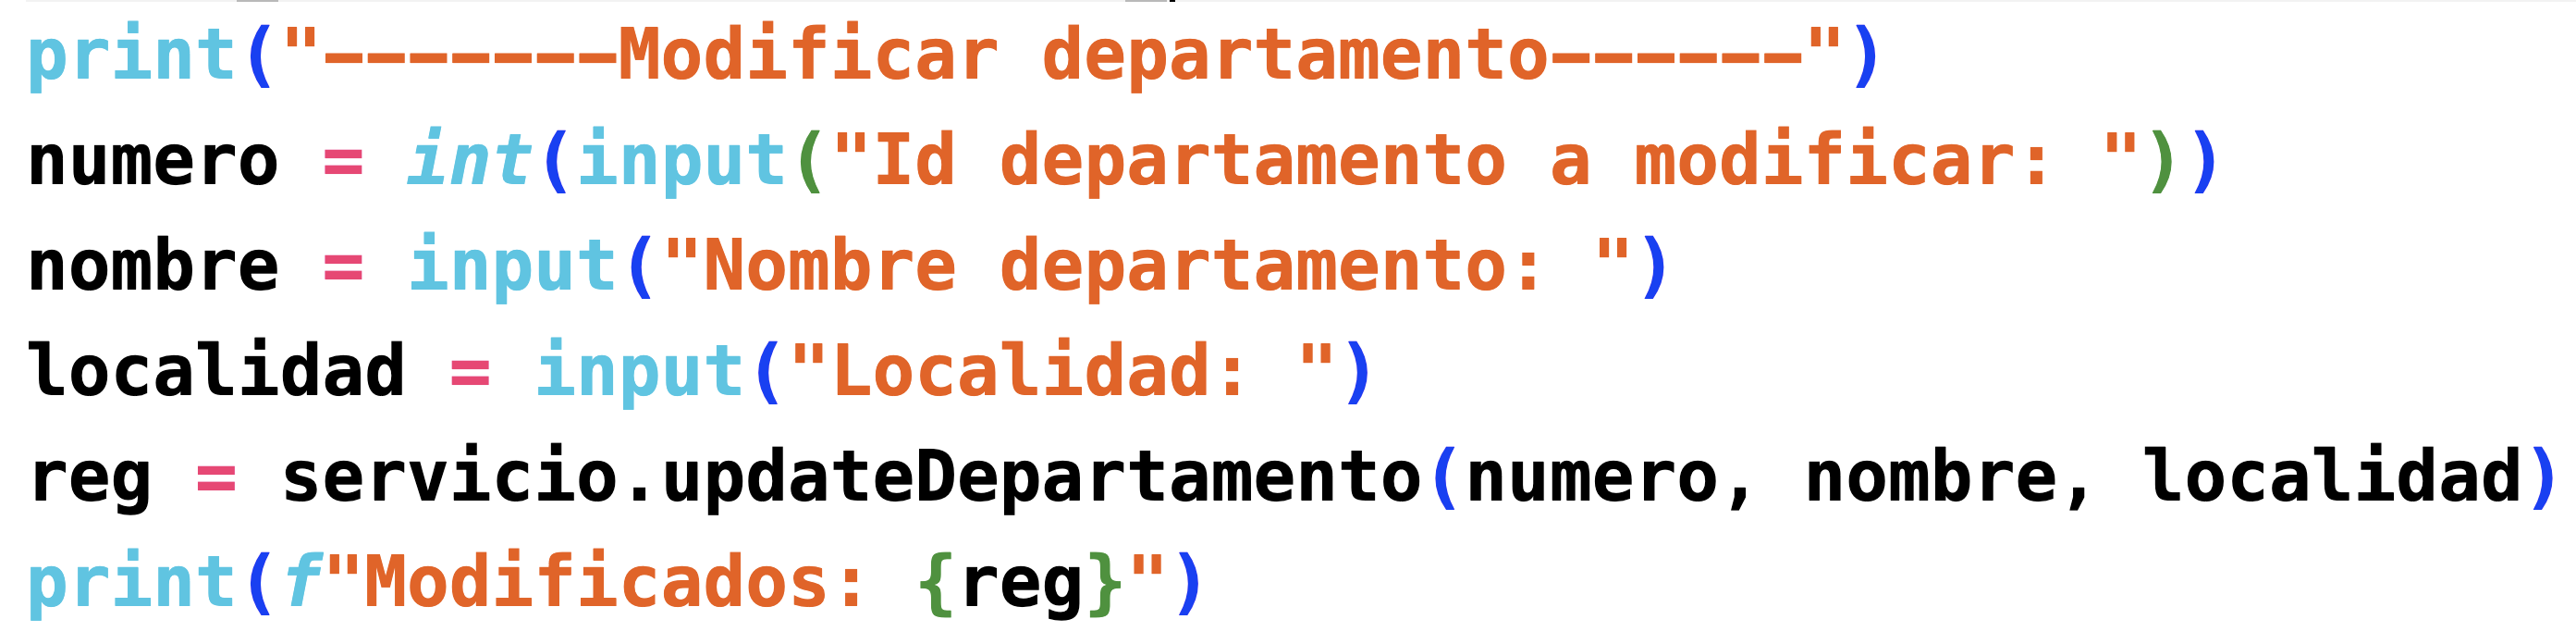 print("-------Modificar departamento------")
numero = int(input("Id departamento a modificar: "))
nombre = input("Nombre departamento: ")
localidad = input("Localidad: ")
reg = servicio.updateDepartamento(numero, nombre, localidad)
print(f"Modificados: {reg}")